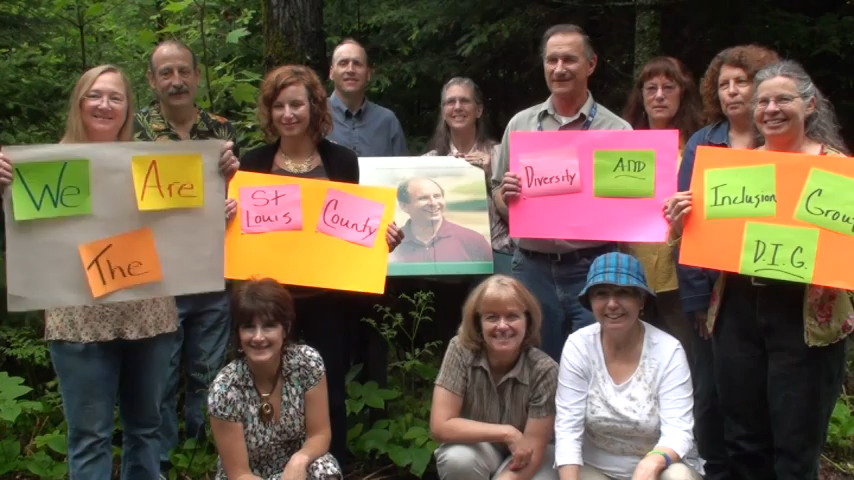 We Are
The
St
Louis
County
Diversity
AND
Inclusion
Group
D.I.G.